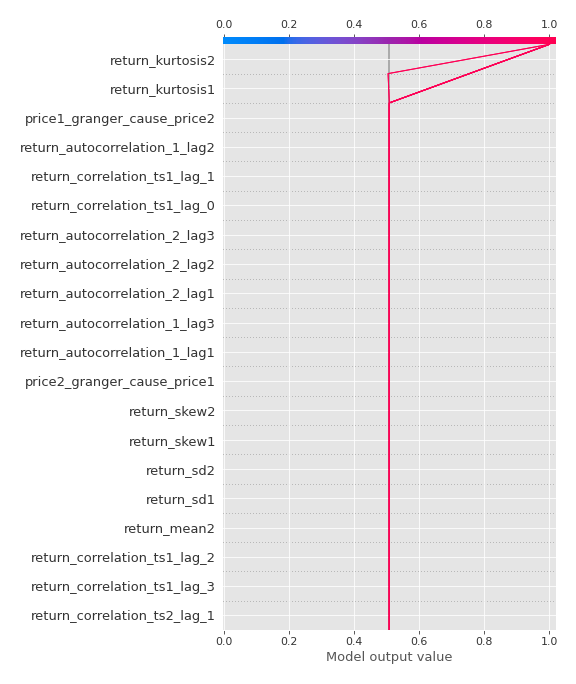 0.0 0.2 0.4 0.6 0.8 1.0
return_kurtosis2
return_kurtosis1
price1_granger_cause_price2
return_autocorrelation_1_lag2
return_correlation_ts1_lag_1
return_correlation_ts1_lag_0
return_autocorrelation_2_lag3
return_autocorrelation_2_lag2
return_autocorrelation_2_lag1
return_autocorrelation_1_lag3
return_autocorrelation_1_lag1
price2_granger_cause_price1
return_skew2
return_skew1
return_sd2
return_sd1
return_mean2
return_correlation_ts1_lag_2
return_correlation_ts1_lag_3
return_correlation_ts2_lag_1
0.0 0.2 0.4 0.6 0.8 1.0
Model output value